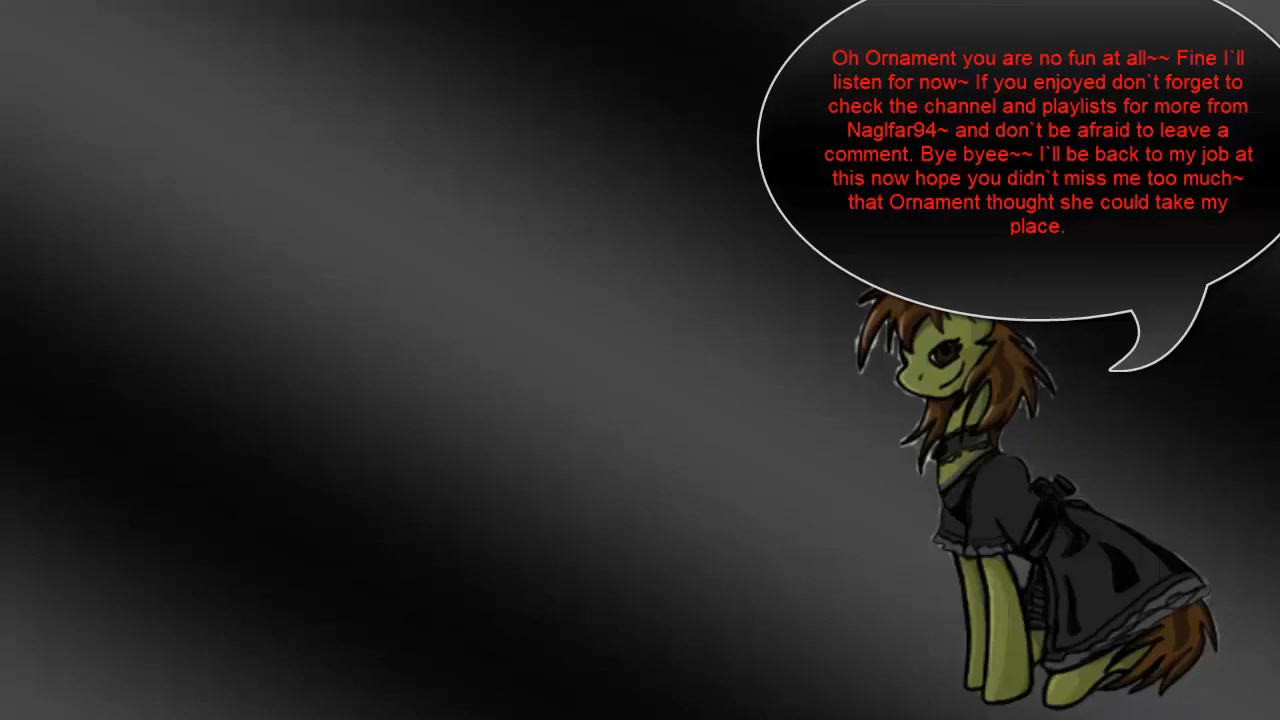 Oh Ornament you are no fun at all~~ Fine I`ll
listen for now~ If you enjoyed don`t forget to
check the channel and playlists for more from
Naglfar94~ and don`t be afraid to leave a
comment. Bye byee~~ I`ll be back to my job at
this now hope you didn`t miss me too much~
that Ornament thought she could take my
place.